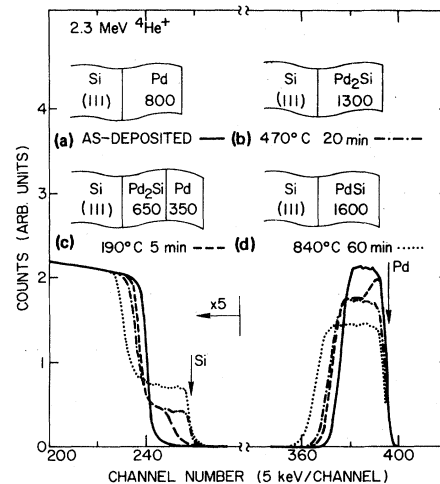 2.3 MeV ⁴He⁺
Si Pd
(111) 800
Si Pd₂Si
(111) 1300
(a) AS-DEPOSITED (b) 470°C 20 min
Si Pd₂Si Pd
(111) 650 350
Si PdSi
(111) 1600
(c) 190°C 5 min (d) 840°C 60 min
Pd
x5
Si
COUNTS (ARB. UNITS)
4
3
2
1
0
200 240 360 400
CHANNEL NUMBER (5 keV/CHANNEL)